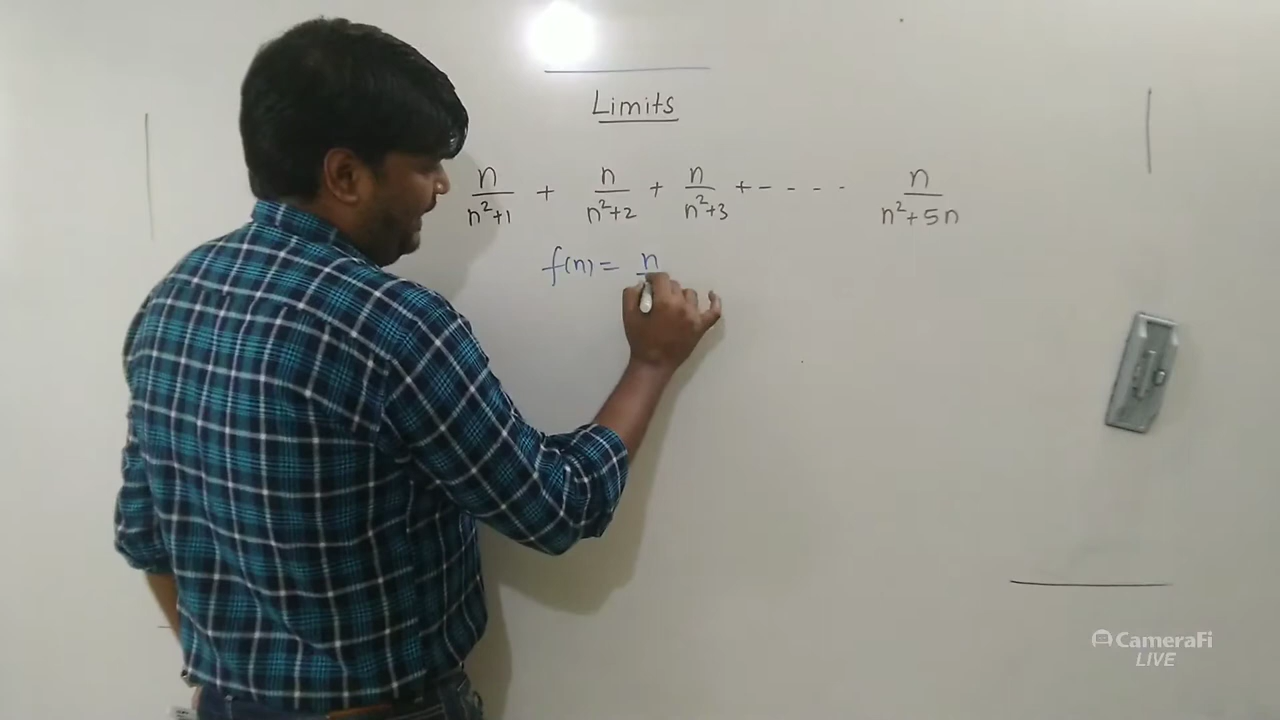 Limits
n/(n²+1) + n/(n²+2) + n/(n²+3) +- - - - n/(n²+5n)
f(n) = n
CameraFi
LIVE